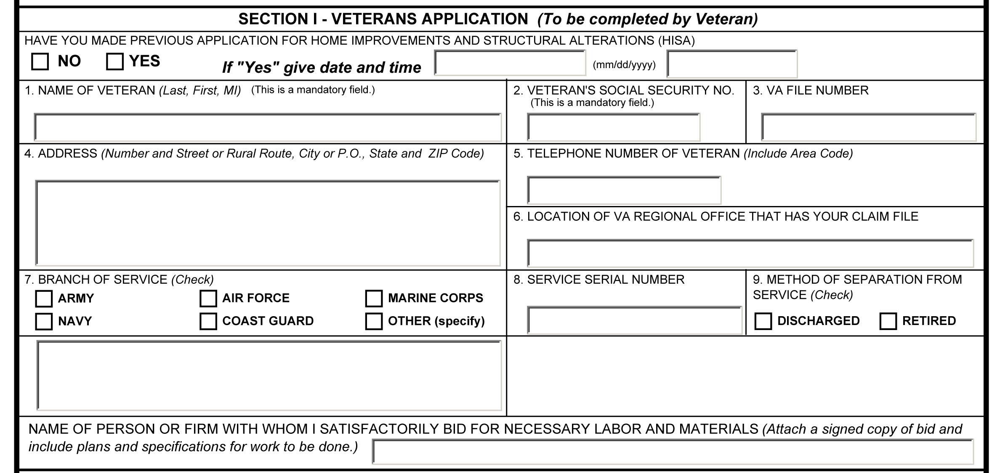 SECTION I - VETERANS APPLICATION (To be completed by Veteran)
HAVE YOU MADE PREVIOUS APPLICATION FOR HOME IMPROVEMENTS AND STRUCTURAL ALTERATIONS (HISA)
NO YES If "Yes" give date and time (mm/dd/yyyy)
1. NAME OF VETERAN (Last, First, MI) (This is a mandatory field.)
2. VETERAN'S SOCIAL SECURITY NO.
(This is a mandatory field.)
3. VA FILE NUMBER
4. ADDRESS (Number and Street or Rural Route, City or P.O., State and ZIP Code)
5. TELEPHONE NUMBER OF VETERAN (Include Area Code)
6. LOCATION OF VA REGIONAL OFFICE THAT HAS YOUR CLAIM FILE
7. BRANCH OF SERVICE (Check)
ARMY AIR FORCE MARINE CORPS
NAVY COAST GUARD OTHER (specify)
8. SERVICE SERIAL NUMBER
9. METHOD OF SEPARATION FROM
SERVICE (Check)
DISCHARGED RETIRED
NAME OF PERSON OR FIRM WITH WHOM I SATISFACTORILY BID FOR NECESSARY LABOR AND MATERIALS (Attach a signed copy of bid and
include plans and specifications for work to be done.)